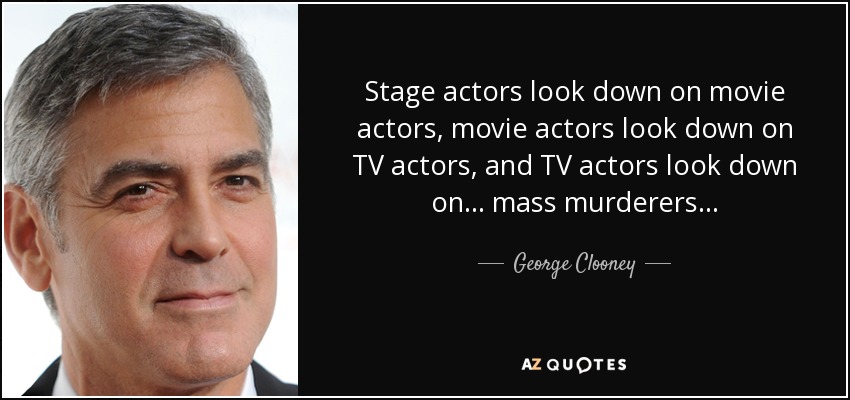 Stage actors look down on movie
actors, movie actors look down on
TV actors, and TV actors look down
on... mass murderers...
George Clooney
AZ QUOTES